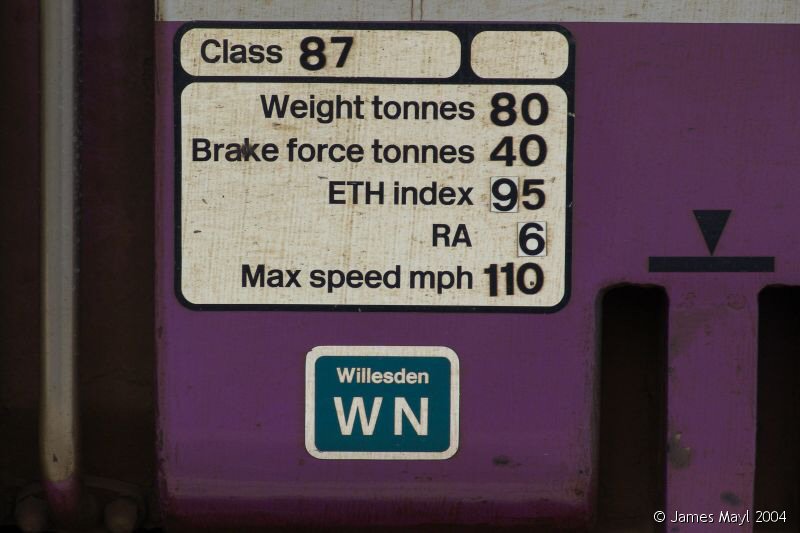 Class 87
Weight tonnes 80
Brake force tonnes 40
ETH index 95
RA 6
Max speed mph 110
Willesden
WN
© James Mayl 2004